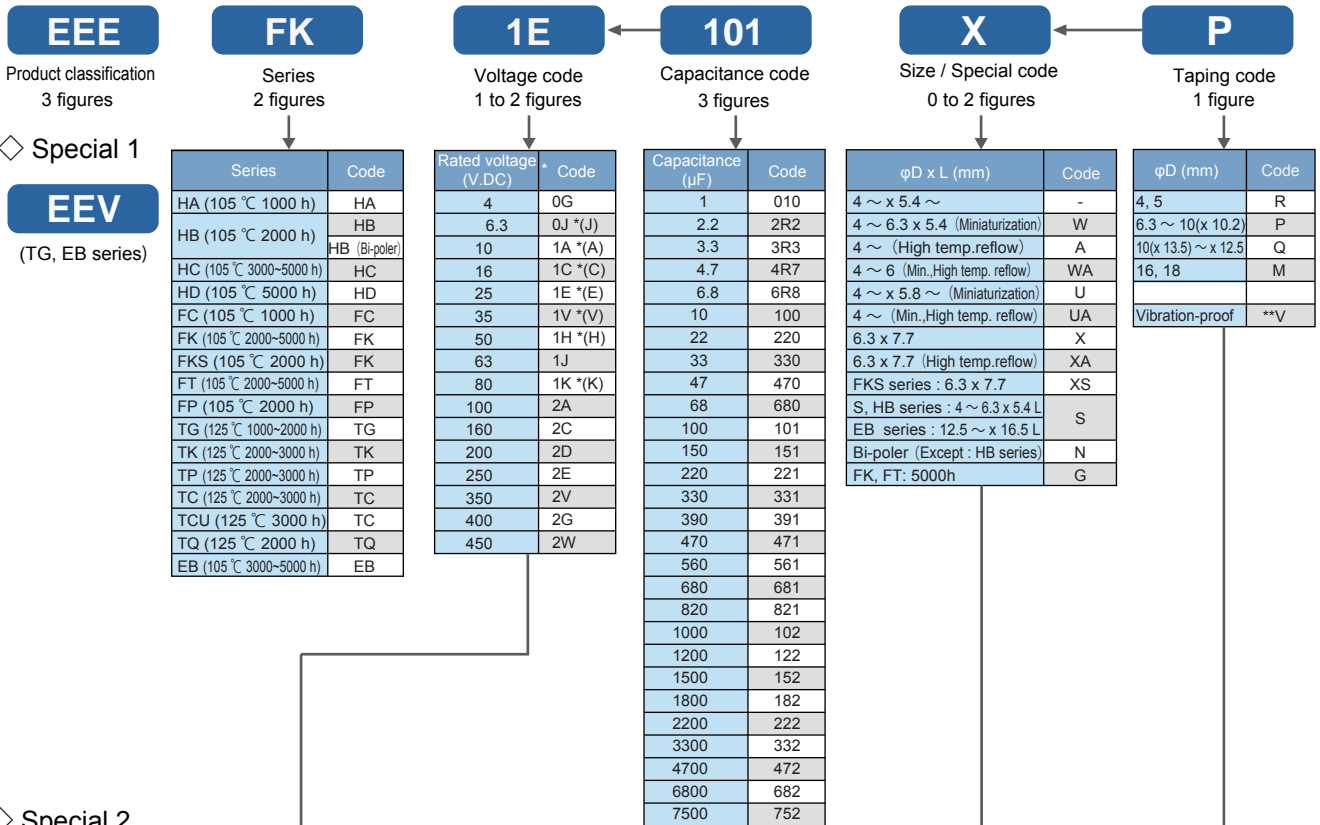 EEE FK 1E 101 X P
Product classification
3 figures
Series
2 figures
Voltage code
1 to 2 figures
Capacitance code
3 figures
Size / Special code
0 to 2 figures
Taping code
1 figure
◇ Special 1
EEV
(TG, EB series)
Series Code
HA (105 ℃ 1000 h) HA
HB (105 ℃ 2000 h) HB
HB (Bi-poler)
HC (105 ℃ 3000~5000 h) HC
HD (105 ℃ 5000 h) HD
FC (105 ℃ 1000 h) FC
FK (105 ℃ 2000~5000 h) FK
FKS (105 ℃ 2000 h) FK
FT (105 ℃ 2000~5000 h) FT
FP (105 ℃ 2000 h) FP
TG (125 ℃ 1000~2000 h) TG
TK (125 ℃ 2000~3000 h) TK
TP (125 ℃ 2000~3000 h) TP
TC (125 ℃ 2000~3000 h) TC
TCU (125 ℃ 3000 h) TC
TQ (125 ℃ 2000 h) TQ
EB (105 ℃ 3000~5000 h) EB
Rated voltage
(V.DC) * Code
4 0G
6.3 0J *(J)
10 1A *(A)
16 1C *(C)
25 1E *(E)
35 1V *(V)
50 1H *(H)
63 1J
80 1K *(K)
100 2A
160 2C
200 2D
250 2E
350 2V
400 2G
450 2W
Capacitance
(μF) Code
1 010
2.2 2R2
3.3 3R3
4.7 4R7
6.8 6R8
10 100
22 220
33 330
47 470
68 680
100 101
150 151
220 221
330 331
390 391
470 471
560 561
680 681
820 821
1000 102
1200 122
1500 152
1800 182
2200 222
3300 332
4700 472
6800 682
7500 752
φD x L (mm) Code
4 ～ x 5.4 ～ -
4 ～ 6.3 x 5.4 (Miniaturization) W
4 ～ (High temp.reflow) A
4 ～ 6 (Min.,High temp. reflow) WA
4 ～ x 5.8 ～ (Miniaturization) U
4 ～ (Min.,High temp. reflow) UA
6.3 x 7.7 X
6.3 x 7.7 (High temp.reflow) XA
FKS series : 6.3 x 7.7 XS
S, HB series : 4 ～ 6.3 x 5.4 L S
EB series : 12.5 ～ x 16.5 L
Bi-poler (Except : HB series) N
FK, FT: 5000h G
φD (mm) Code
4, 5 R
6.3 ～ 10(x 10.2) P
10(x 13.5) ～ x 12.5 Q
16, 18 M
Vibration-proof **V
◇ Special 2